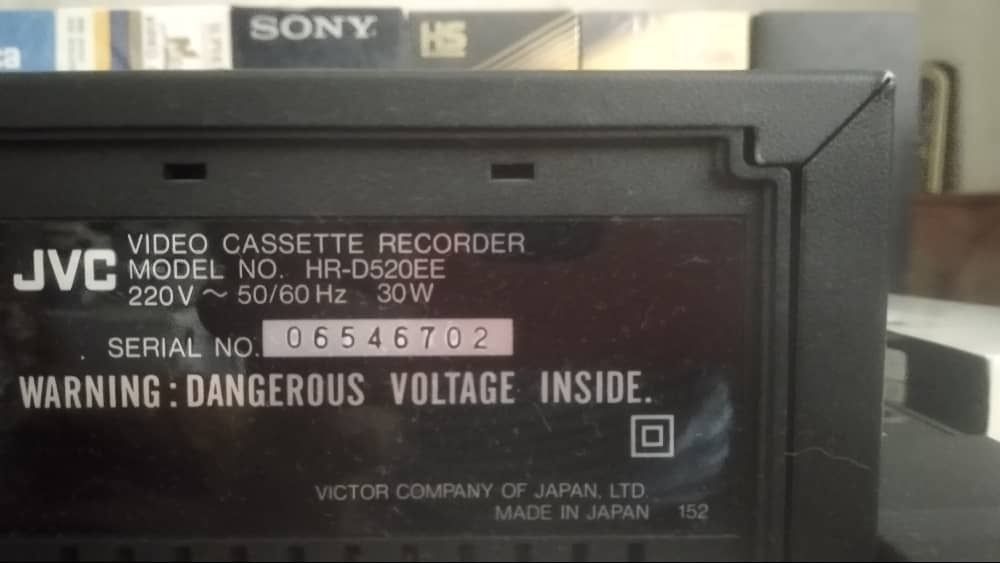 SONY
HS
JVC
VIDEO CASSETTE RECORDER
MODEL NO. HR-D520EE
220V ~ 50/60 Hz 30W
SERIAL NO. 06546702
WARNING : DANGEROUS VOLTAGE INSIDE.
VICTOR COMPANY OF JAPAN, LTD.
MADE IN JAPAN 152